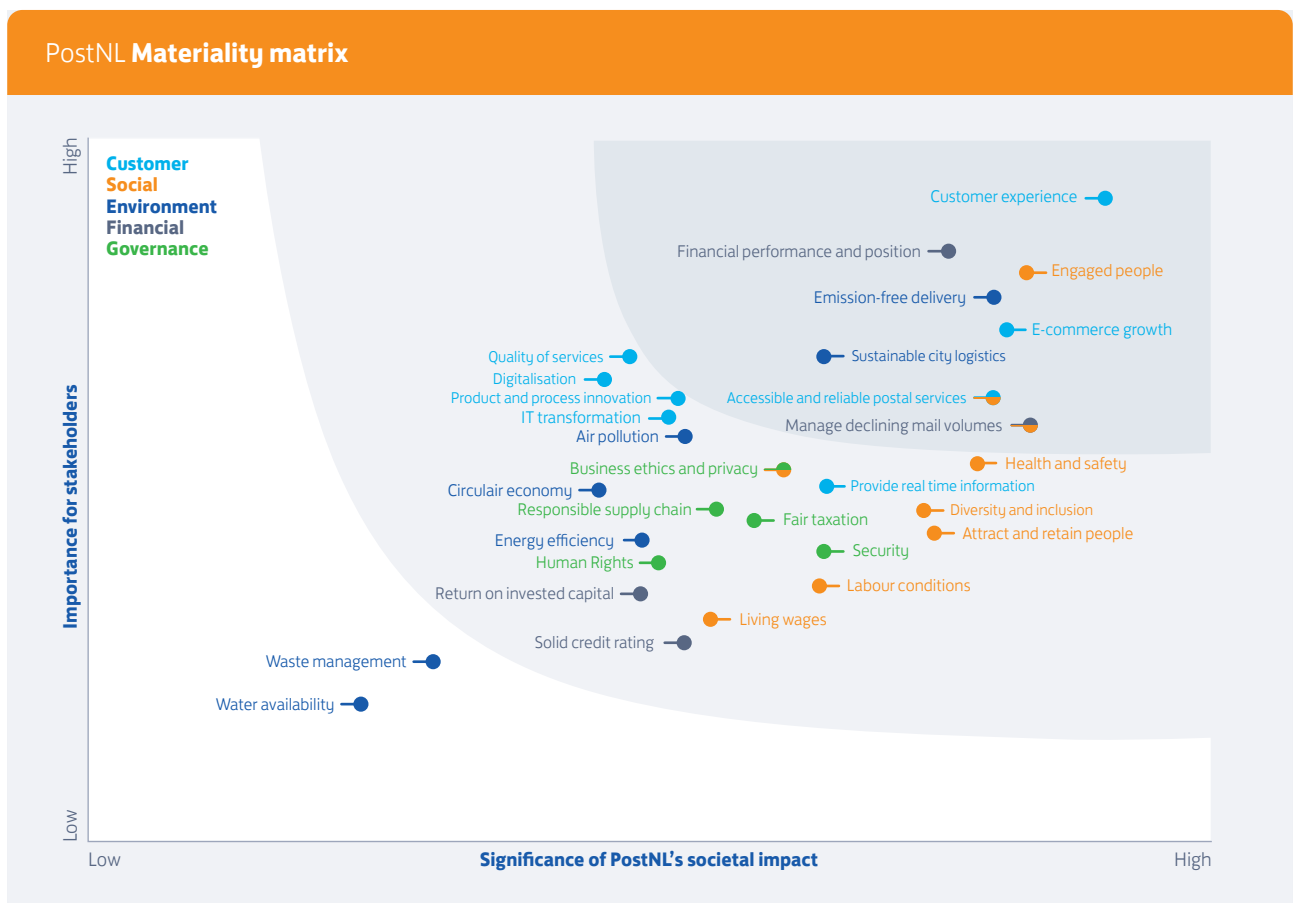 PostNL Materiality matrix
High
Customer
Social
Environment
Financial
Governance
Customer experience
Financial performance and position
Engaged people
Emission-free delivery
E-commerce growth
Quality of services
Sustainable city logistics
Digitalisation
Product and process innovation
Accessible and reliable postal services
IT transformation
Manage declining mail volumes
Air pollution
Health and safety
Business ethics and privacy
Provide real time information
Circulair economy
Responsible supply chain
Diversity and inclusion
Fair taxation
Attract and retain people
Energy efficiency
Security
Human Rights
Labour conditions
Return on invested capital
Living wages
Solid credit rating
Waste management
Water availability
Importance for stakeholders
Low
Low
Significance of PostNL's societal impact
High